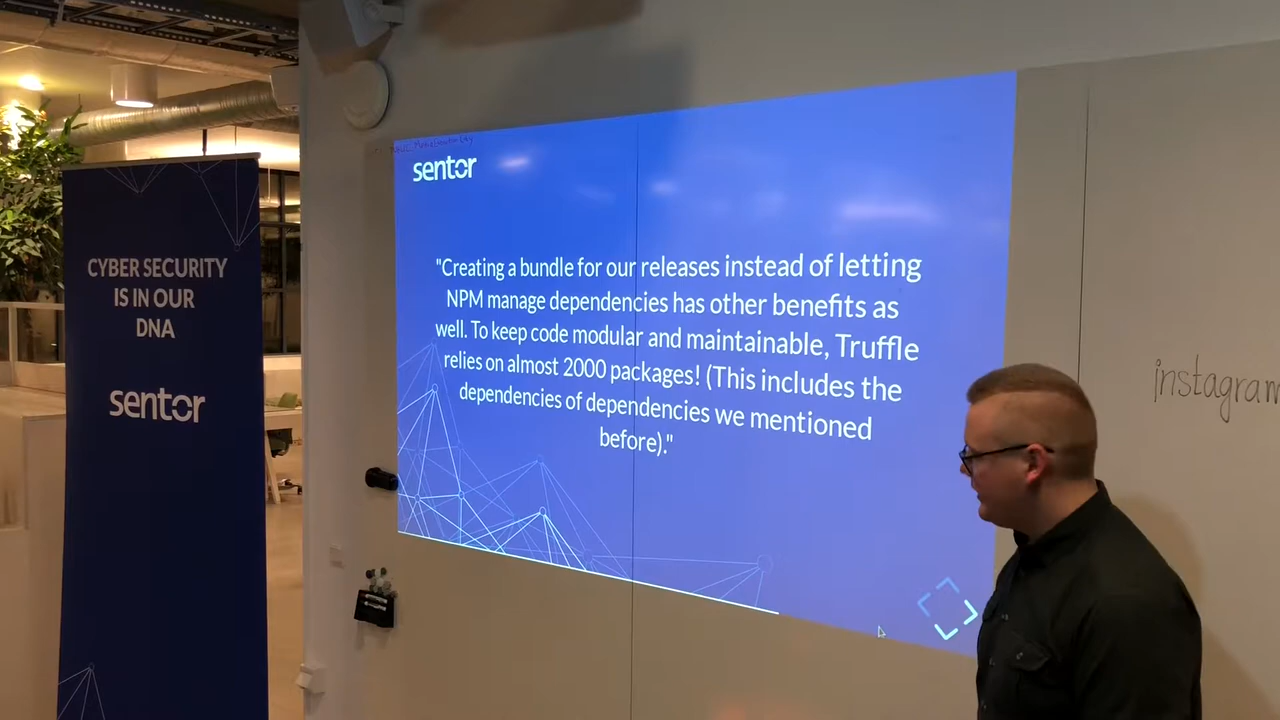 CYBER SECURITY
IS IN OUR
DNA
sentor
sentor
"Creating a bundle for our releases instead of letting
NPM manage dependencies has other benefits as
well. To keep code modular and maintainable, Truffle
relies on almost 2000 packages! (This includes the
dependencies of dependencies we mentioned
before)."
instagram